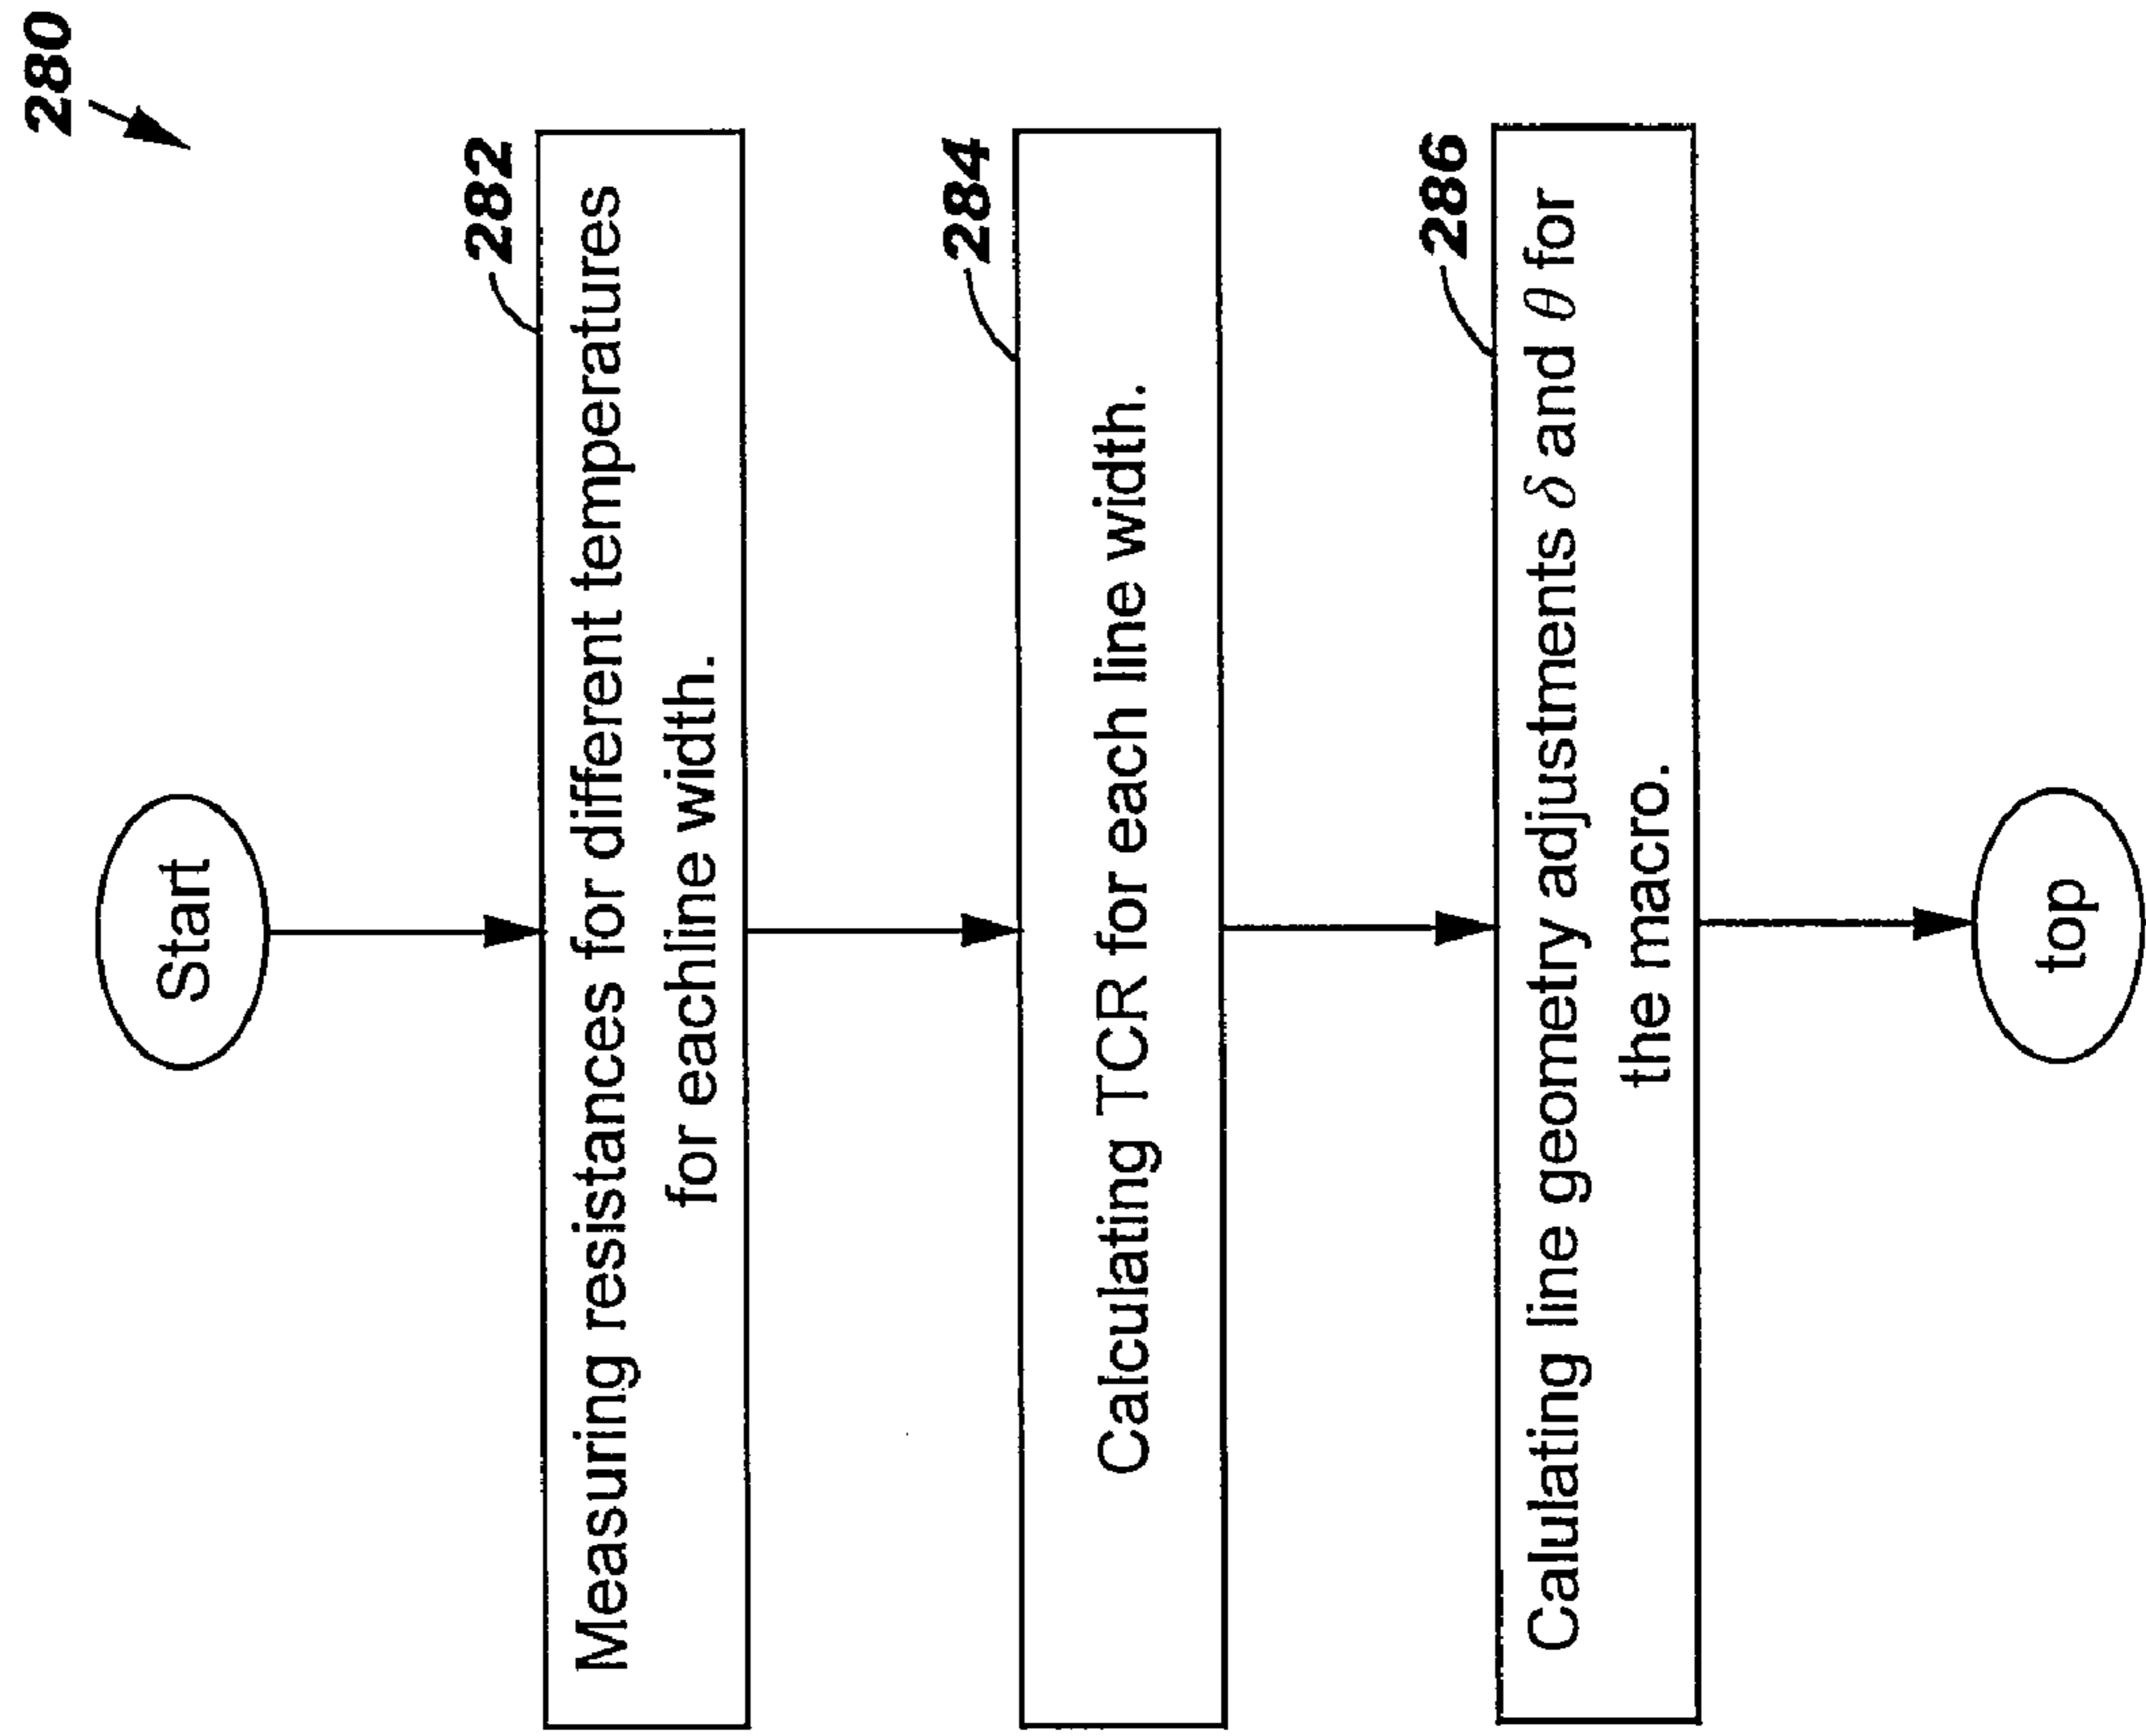 280
Start
282
Measuring resistances for different temperatures
for eachline width.
284
Calculating TCR for each line width.
286
Calulating line geometry adjustments δ and θ for
the macro.
top